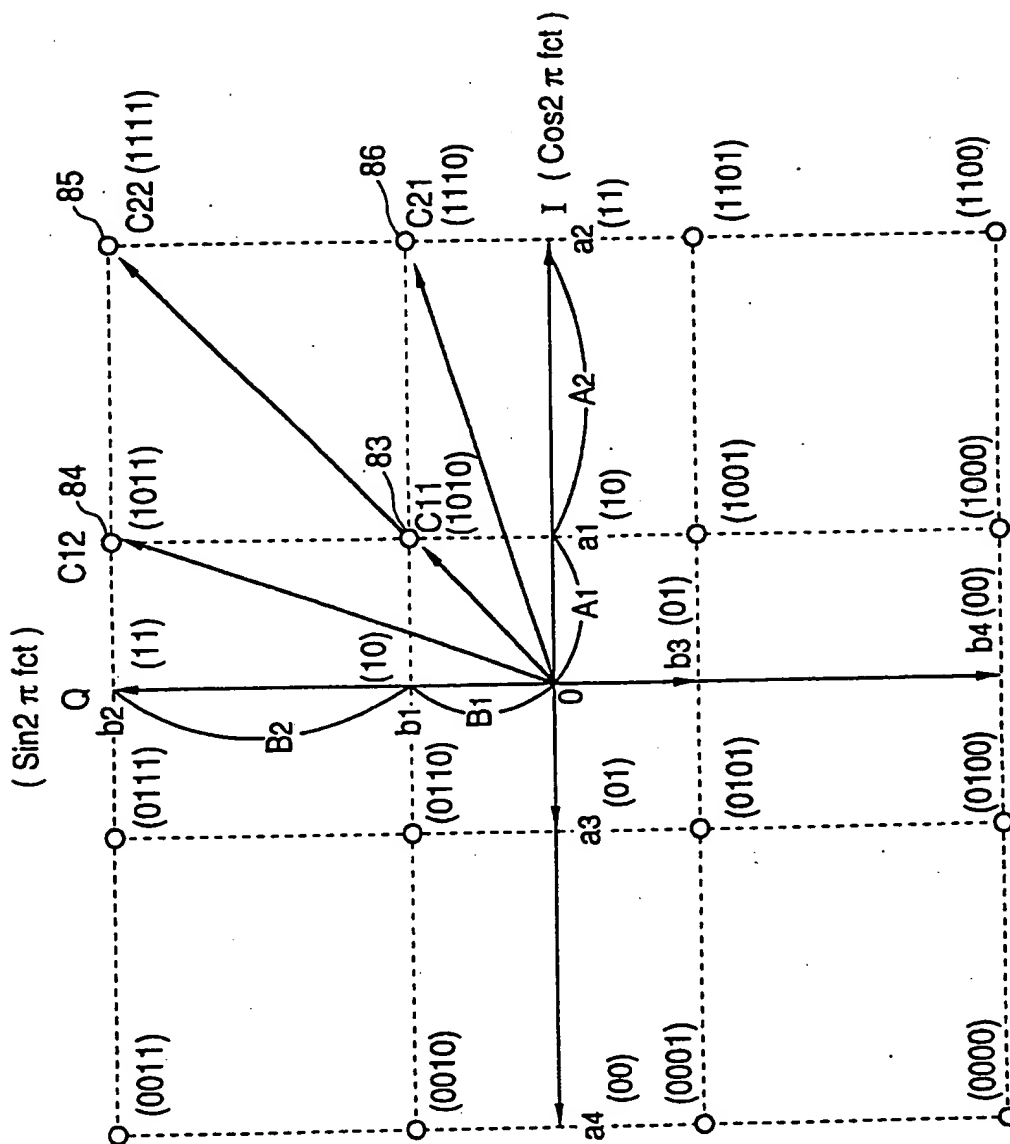 ( Sin2 π fct )
Q
C12
84
85
b2
(11)
(0011)
(0111)
(1011)
C22 (1111)
B2
83
86
b1
(10)
(0010)
(0110)
C11
(1010)
C21
(1110)
B1
0
A1
A2
I ( Cos2 π fct )
a4
(00)
a3
(01)
a1
(10)
a2
(11)
b3 (01)
(0001)
(0101)
(1001)
(1101)
b4 (00)
(0000)
(0100)
(1000)
(1100)